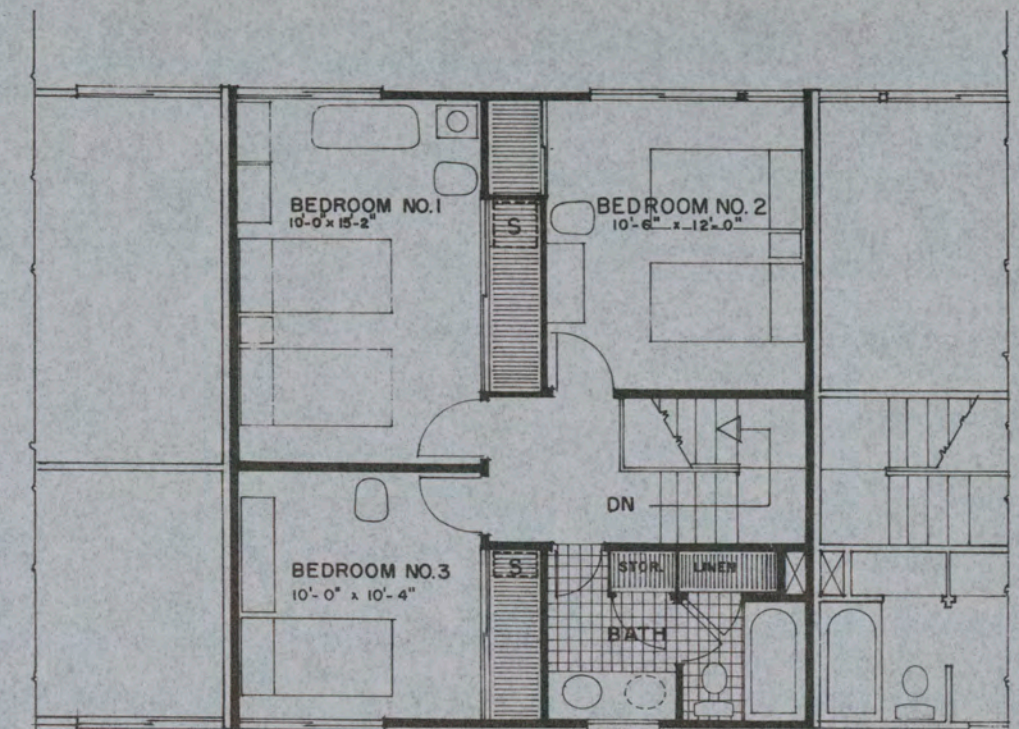 BEDROOM NO.1
10'-0" x 15'-2"
S
BEDROOM NO. 2
10'-6" x 12'-0"
DN
BEDROOM NO.3
10'-0" x 10'-4"
S
STOR.
LINEN
BATH